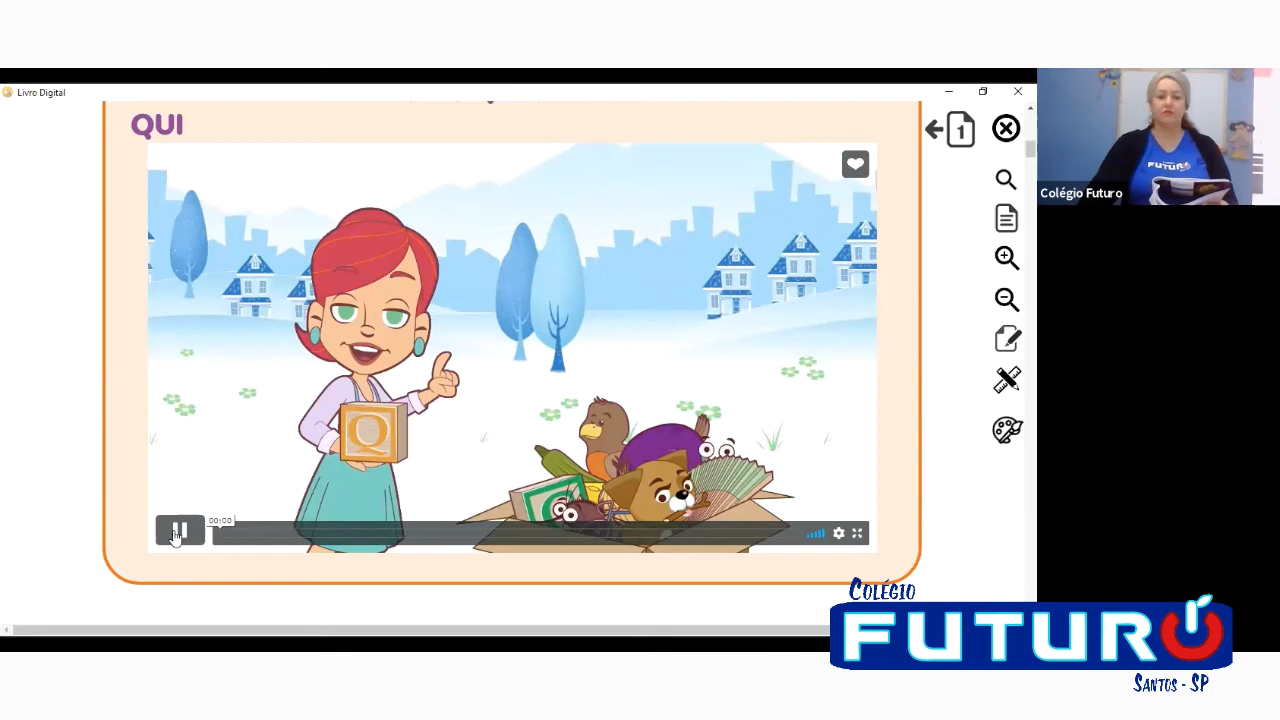 Livro Digital
QUI
1
FUTURO
Colégio Futuro
Q
00:00
COLÉGIO
FUTURO
SANTOS - SP